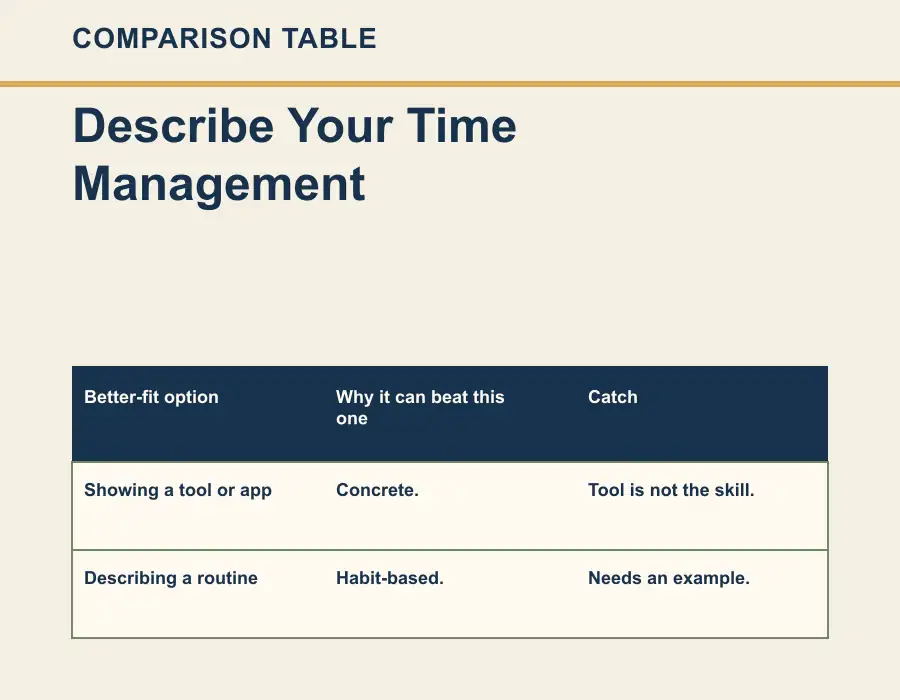 COMPARISON TABLE
Describe Your Time
Management
Better-fit option
Why it can beat this
one
Catch
Showing a tool or app
Concrete.
Tool is not the skill.
Describing a routine
Habit-based.
Needs an example.